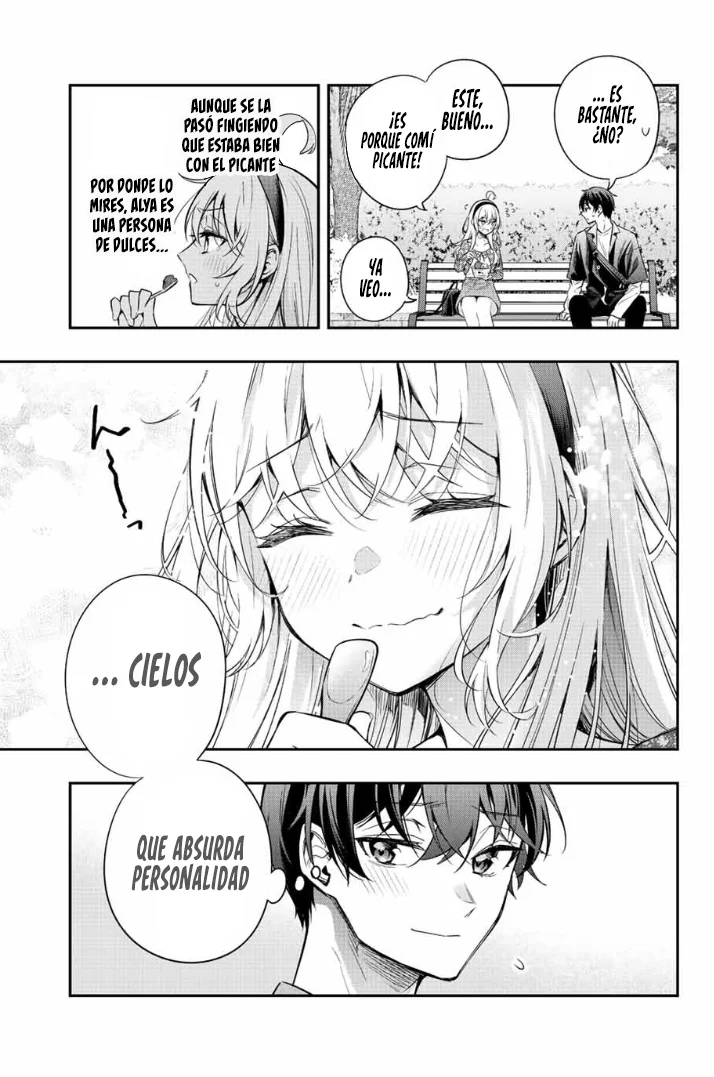 ... ES
BASTANTE,
¿NO?
ESTE,
BUENO...
¡ES
PORQUE COMÍ
PICANTE!
YA
VEO...
AUNQUE SE LA
PASÓ FINGIENDO
QUE ESTABA BIEN
CON EL PICANTE
POR DONDE LO
MIRES, ALYA ES
UNA PERSONA
DE DULCES...
... CIELOS
QUE ABSURDA
PERSONALIDAD